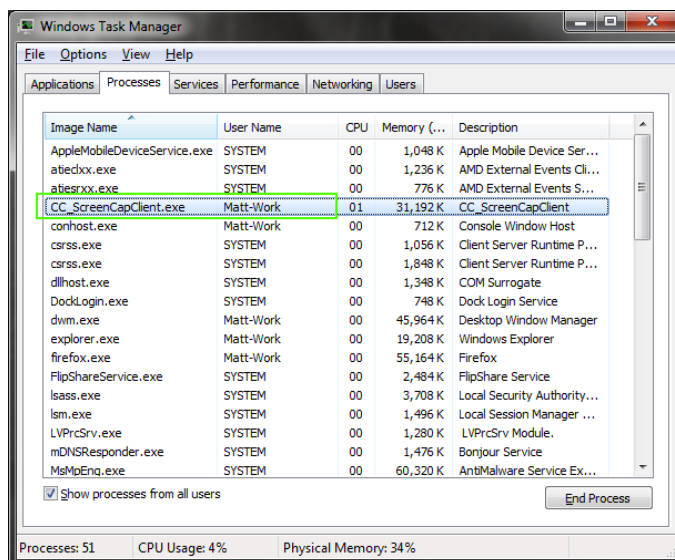 Windows Task Manager
File Options View Help
Applications Processes Services Performance Networking Users
Image Name User Name CPU Memory (... Description
AppleMobileDeviceService.exe SYSTEM 00 1,048 K Apple Mobile Device Ser...
atieclxx.exe SYSTEM 00 1,236 K AMD External Events Cli...
atiesrxx.exe SYSTEM 00 776 K AMD External Events S...
CC_ScreenCapClient.exe Matt-Work 01 31,192 K CC_ScreenCapClient
conhost.exe Matt-Work 00 712 K Console Window Host
csrss.exe SYSTEM 00 1,056 K Client Server Runtime P...
csrss.exe SYSTEM 00 1,848 K Client Server Runtime P...
dllhost.exe SYSTEM 00 1,348 K COM Surrogate
DockLogin.exe SYSTEM 00 748 K Dock Login Service
dwm.exe Matt-Work 00 45,964 K Desktop Window Manager
explorer.exe Matt-Work 00 19,208 K Windows Explorer
firefox.exe Matt-Work 00 55,164 K Firefox
FlipShareService.exe SYSTEM 00 2,484 K FlipShare Service
lsass.exe SYSTEM 00 3,708 K Local Security Authority...
lsm.exe SYSTEM 00 1,496 K Local Session Manager ...
LVPrcSrv.exe SYSTEM 00 1,280 K LVPrcSrv Module.
mDNSResponder.exe SYSTEM 00 1,476 K Bonjour Service
MsMpEng.exe SYSTEM 00 60,320 K AntiMalware Service Ex...
Show processes from all users End Process
Processes: 51 CPU Usage: 4% Physical Memory: 34%